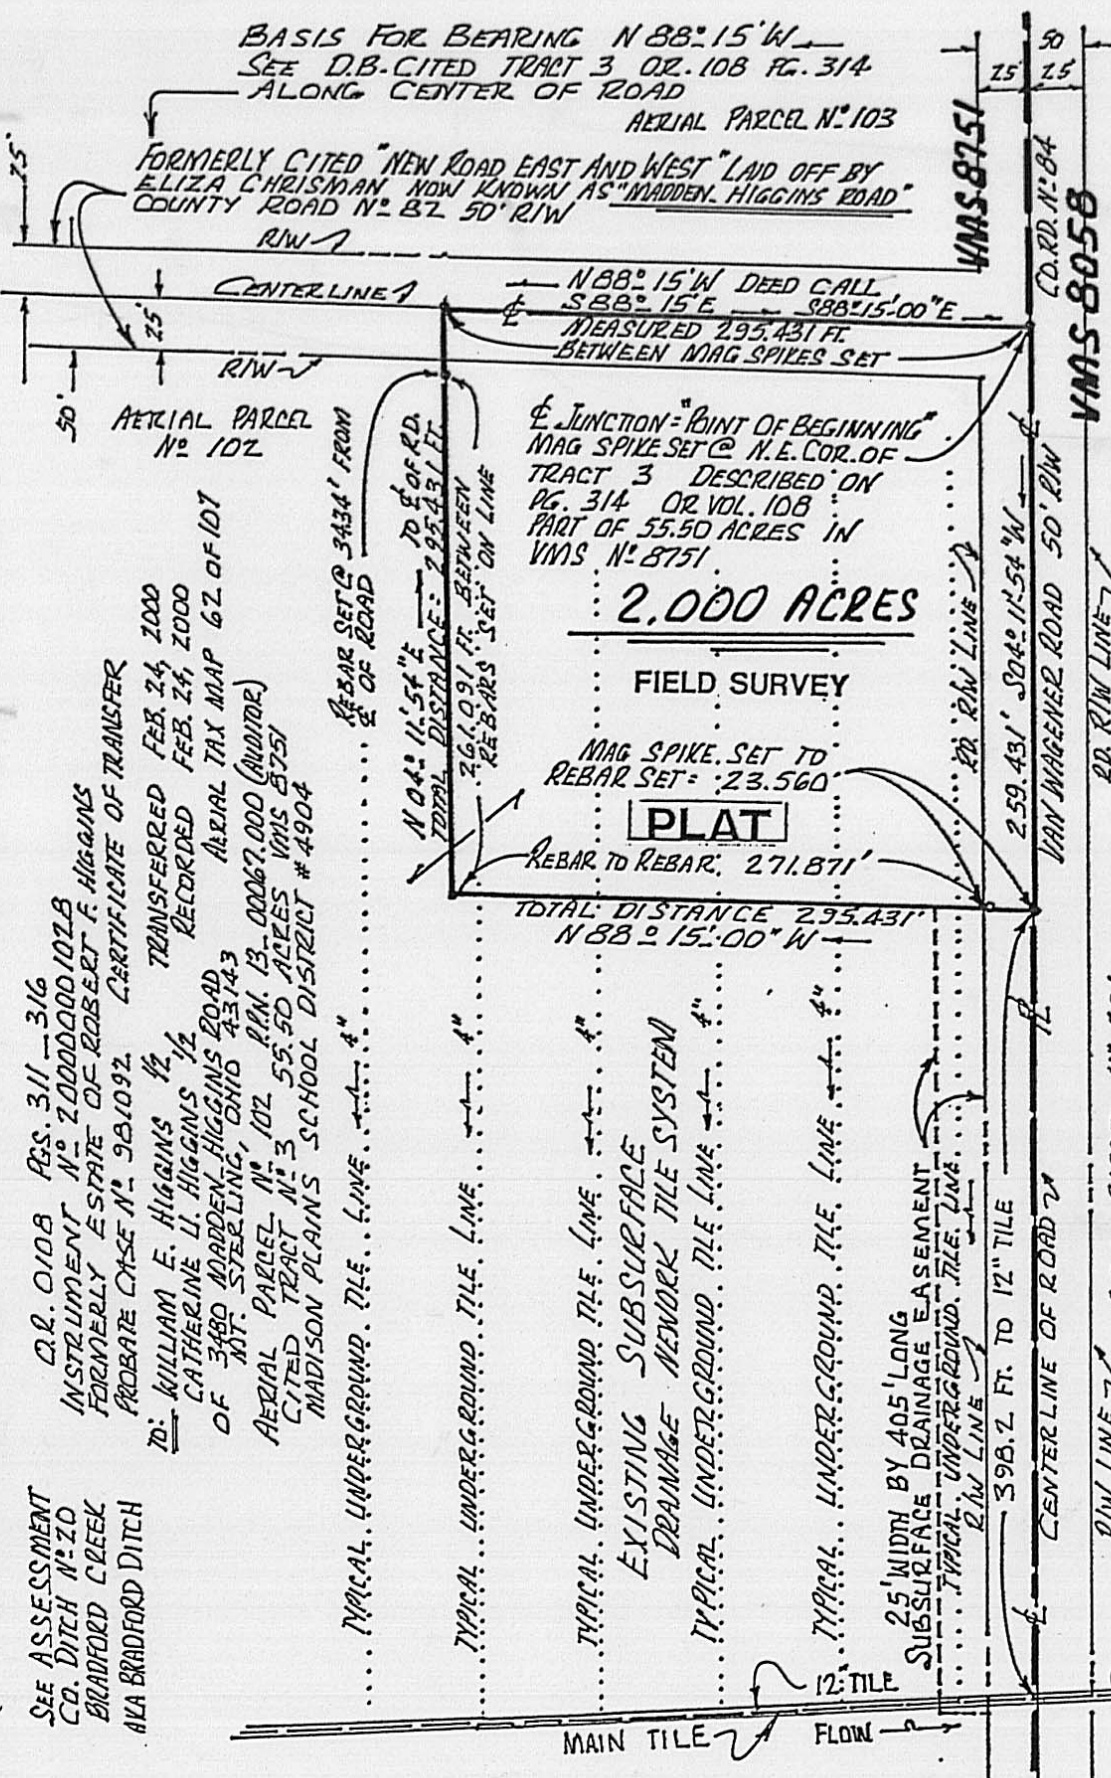 BASIS FOR BEARING N 88° 15' W
SEE D.B. CITED TRACT 3 O.R. 108 PG. 314
ALONG CENTER OF ROAD
AERIAL PARCEL Nº 103
FORMERLY CITED "NEW ROAD EAST AND WEST" LAID OFF BY
ELIZA CHRISMAN NOW KNOWN AS "MADDEN-HIGGINS ROAD"
COUNTY ROAD Nº 82 50' R/W
25'
50
25'
25
VMS 8751
CO. RD. Nº 84
VMS 8058
R/W
CENTERLINE
25'
R/W
50'
N 88° 15' W DEED CALL
℄ S 88° 15' E S 88°-15'-00" E
MEASURED 295.431 FT.
BETWEEN MAG SPIKES SET
AERIAL PARCEL
Nº 102
℄ JUNCTION = "POINT OF BEGINNING"
MAG SPIKE SET @ N.E. COR. OF
TRACT 3 DESCRIBED ON
PG. 314 OR VOL. 108
PART OF 55.50 ACRES IN
VMS Nº 8751
2.000 ACRES
FIELD SURVEY
MAG SPIKE SET TO
REBAR SET = 23.560
PLAT
REBAR TO REBAR: 271.871'
TOTAL DISTANCE 295.431'
N 88° 15'-00" W
REBAR SET @ 34.34' FROM
℄ OF ROAD
N 04° 11'-54" E TO ℄ OF RD.
TOTAL DISTANCE = 295.431 FT.
261.091 FT. BETWEEN
REBARS SET ON LINE
RD. R/W LINE
259.431' S04° 11'-54" W
℄
VAN WAGENER ROAD 50' R/W
RD. R/W LINE
O.R. 0108 PGS. 311 — 316
INSTRUMENT Nº 200000001028
FORMERLY ESTATE OF ROBERT F. HIGGINS
PROBATE CASE Nº 981092 CERTIFICATE OF TRANSFER
TO: WILLIAM E. HIGGINS 1/2 TRANSFERRED FEB. 24, 2000
CATHERINE U. HIGGINS 1/2 RECORDED FEB. 24, 2000
OF 3480 MADDEN-HIGGINS ROAD AERIAL TAX MAP 62 OF 107
MT. STERLING, OHIO 43143
AERIAL PARCEL Nº 102 P.P.N. 13-00067.000 (AUDITOR)
CITED TRACT Nº 3 55.50 ACRES VMS 8751
MADISON PLAINS SCHOOL DISTRICT # 4904
SEE ASSESSMENT
CO. DITCH Nº 20
BRADFORD CREEK
AKA BRADFORD DITCH
TYPICAL UNDERGROUND TILE LINE 4"
TYPICAL UNDERGROUND TILE LINE 4"
TYPICAL UNDERGROUND TILE LINE 4"
EXISTING SUBSURFACE
DRAINAGE NEWORK TILE SYSTEM
TYPICAL UNDERGROUND TILE LINE 4"
TYPICAL UNDERGROUND TILE LINE 4"
25' WIDTH BY 405' LONG
SUBSURFACE DRAINAGE EASEMENT
TYPICAL UNDERGROUND TILE LINE
R/W LINE
398.2 FT. TO 12" TILE
CENTER LINE OF ROAD
℄
R/W LINE
12" TILE
MAIN TILE
FLOW